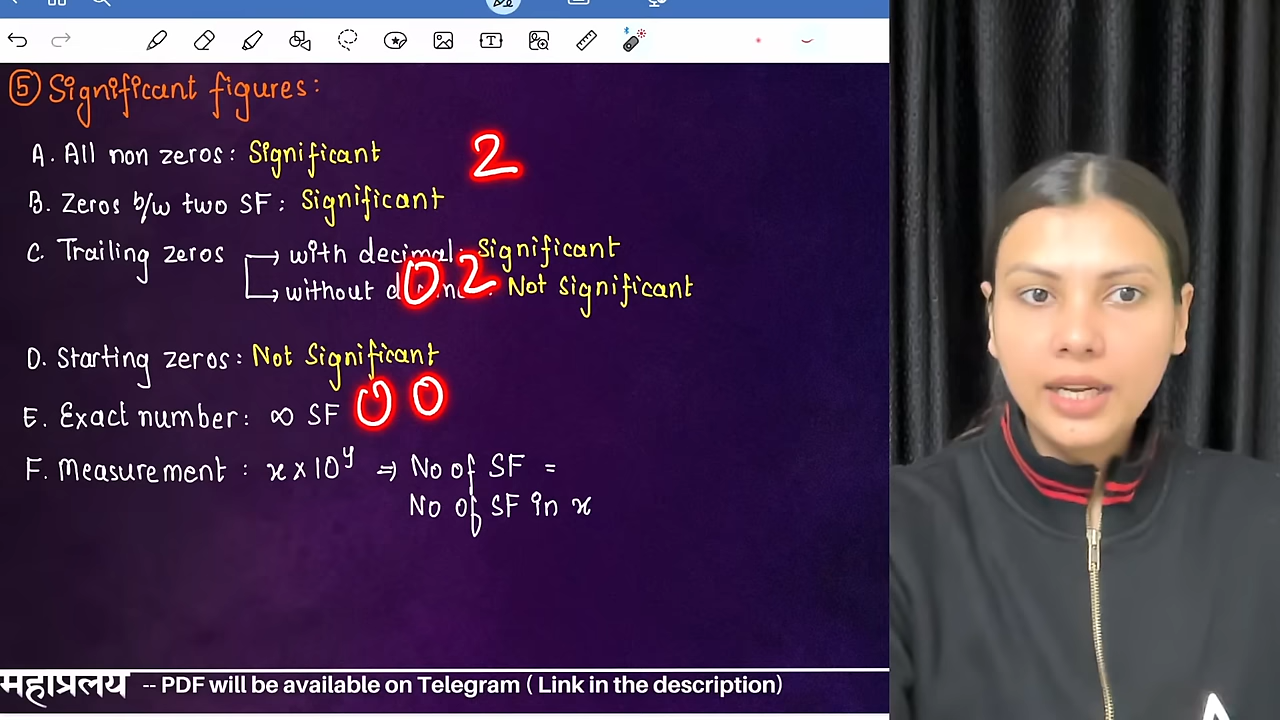 ⑤ Significant figures:
A. All non zeros: Significant
2
B. Zeros b/w two SF: Significant
C. Trailing zeros → with decimal: Significant
→ without : Not Significant
0 2
D. Starting zeros: Not Significant
0 0
E. Exact number: ∞ SF
F. Measurement: x×10^y ⇒ No of SF =
No of SF in x
महाप्रलय -- PDF will be available on Telegram ( Link in the description)